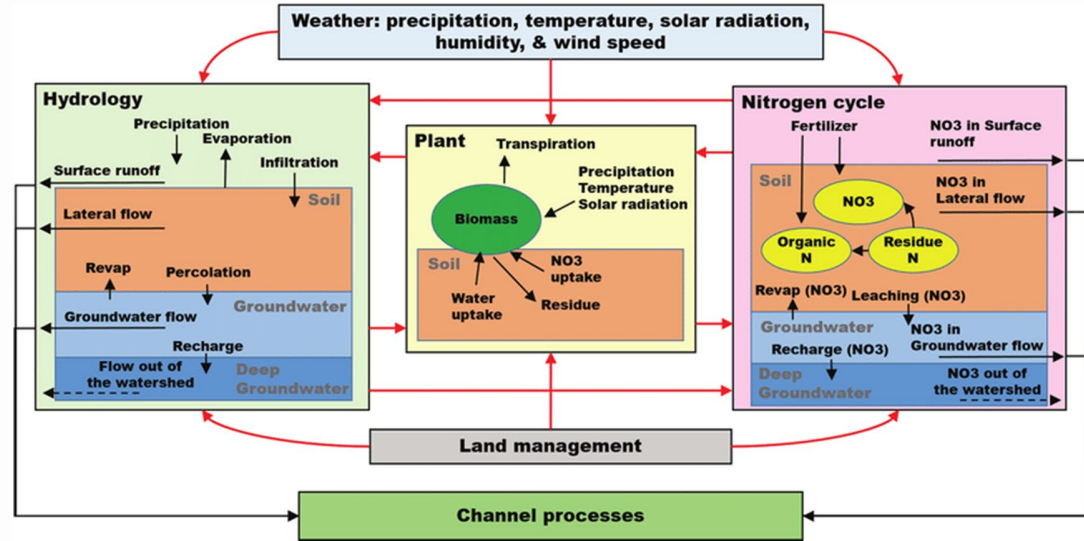 Weather: precipitation, temperature, solar radiation,
humidity, & wind speed
Hydrology
Precipitation
Evaporation
Infiltration
Surface runoff
Soil
Lateral flow
Revap
Percolation
Groundwater
Groundwater flow
Recharge
Flow out of
the watershed
Deep
Groundwater
Plant
Transpiration
Precipitation
Temperature
Solar radiation
Biomass
Soil
NO3
uptake
Water
uptake
Residue
Nitrogen cycle
Fertilizer
NO3 in Surface
runoff
Soil
NO3 in
Lateral flow
NO3
Organic
N
Residue
N
Revap (NO3)
Leaching (NO3)
Groundwater
NO3 in
Groundwater flow
Recharge (NO3)
Deep
Groundwater
NO3 out of
the watershed
Land management
Channel processes